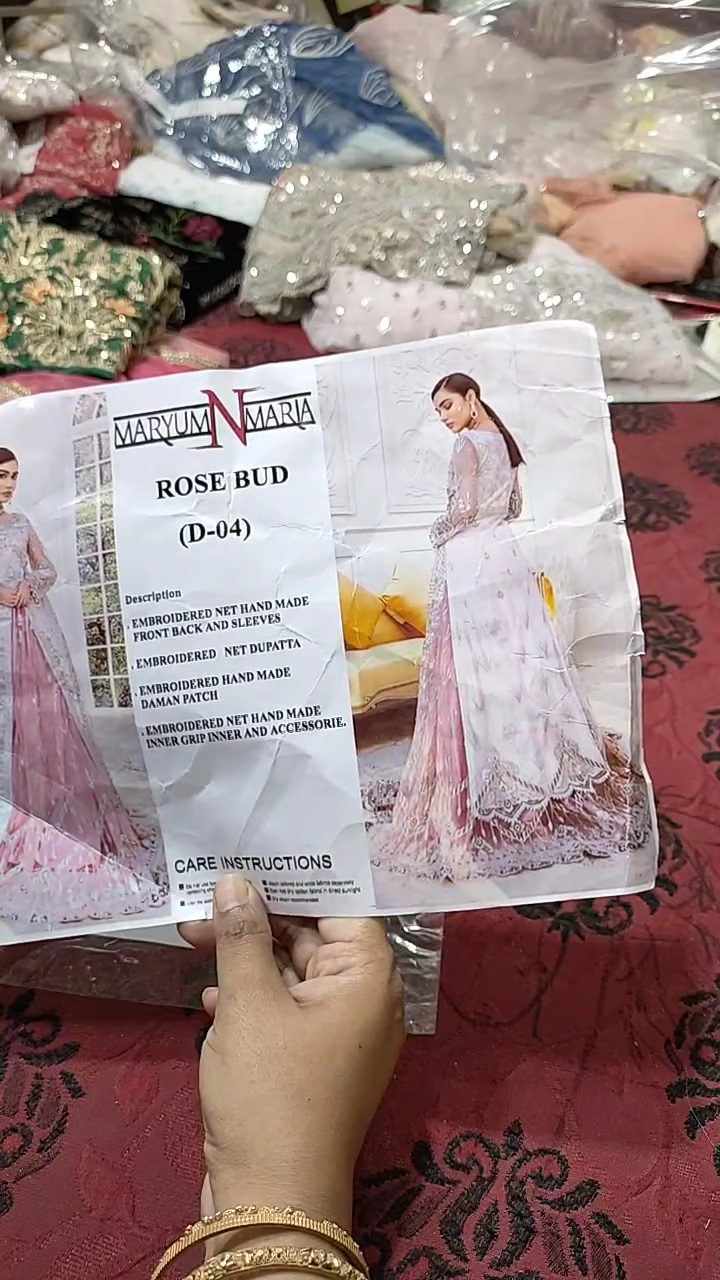 MARYUM N MARIA
ROSE BUD
(D-04)
Description
. EMBROIDERED NET HAND MADE
FRONT BACK AND SLEEVES
. EMBROIDERED NET DUPATTA
. EMBROIDERED HAND MADE
DAMAN PATCH
. EMBROIDERED NET HAND MADE
INNER GRIP INNER AND ACCESSORIE.
CARE INSTRUCTIONS